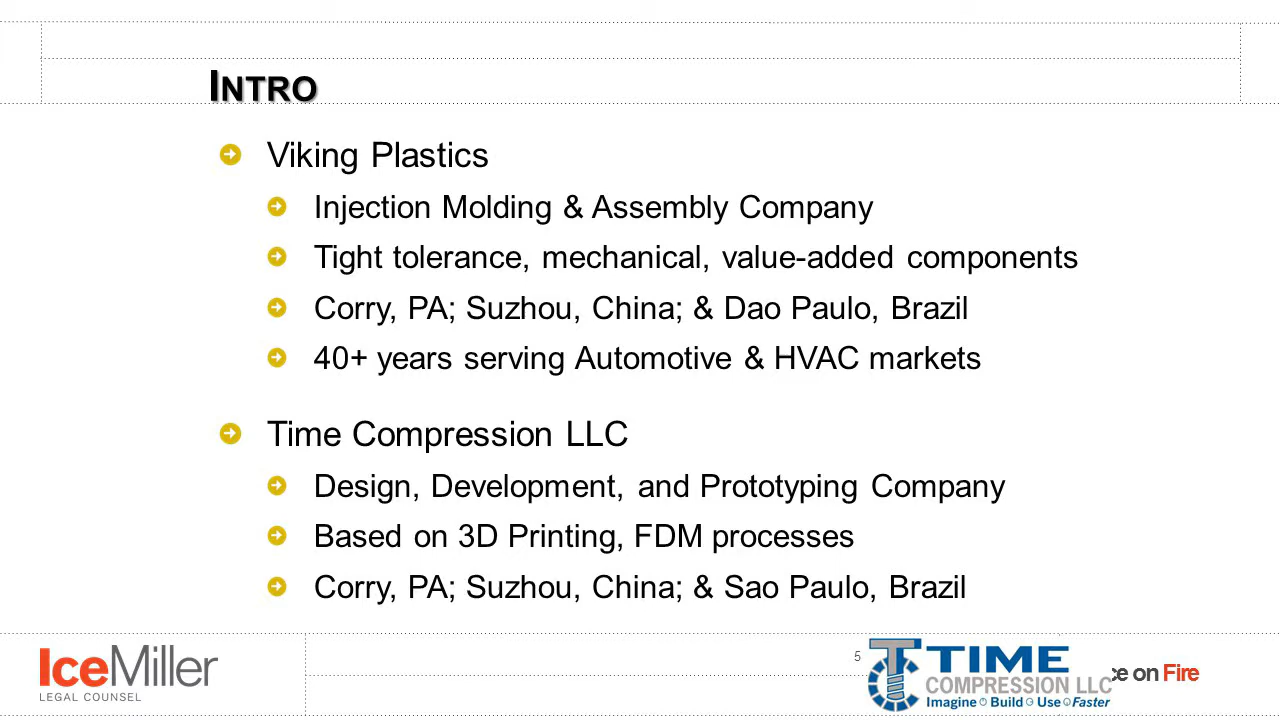 INTRO
Viking Plastics
Injection Molding & Assembly Company
Tight tolerance, mechanical, value-added components
Corry, PA; Suzhou, China; & Dao Paulo, Brazil
40+ years serving Automotive & HVAC markets
Time Compression LLC
Design, Development, and Prototyping Company
Based on 3D Printing, FDM processes
Corry, PA; Suzhou, China; & Sao Paulo, Brazil
IceMiller
LEGAL COUNSEL
5
TIME
COMPRESSION LLC
Imagine Build Use Faster
on Fire